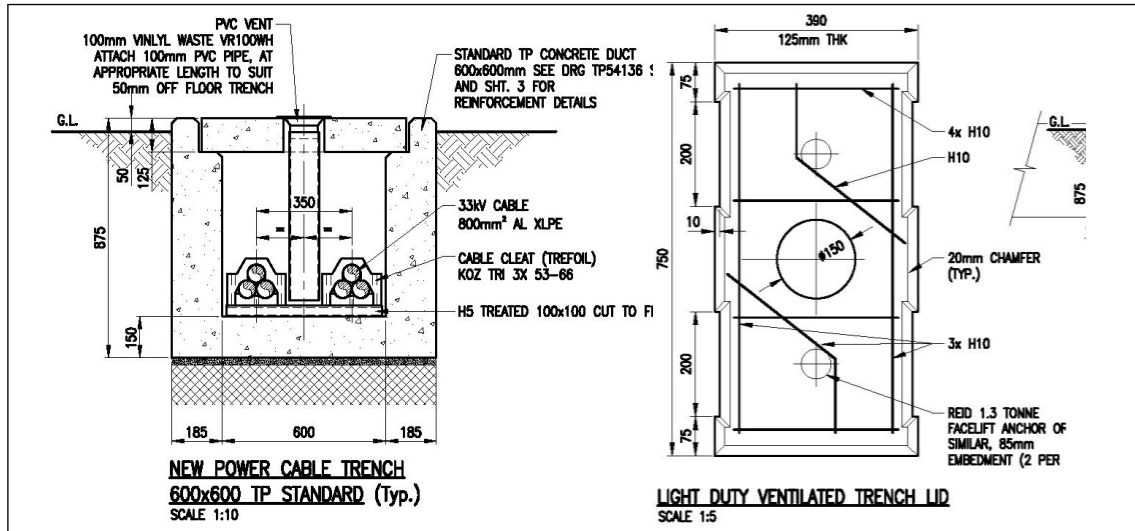 PVC VENT
100mm VINLYL WASTE VR100WH
ATTACH 100mm PVC PIPE, AT
APPROPRIATE LENGTH TO SUIT
50mm OFF FLOOR TRENCH
STANDARD TP CONCRETE DUCT
600x600mm SEE DRG TP54136
AND SHT. 3 FOR
REINFORCEMENT DETAILS
G.L.
50
125
875
350
=
=
33kV CABLE
800mm² AL XLPE
CABLE CLEAT (TREFOIL)
KOZ TRI 3X 53-66
H5 TREATED 100x100 CUT TO
150
185
600
185
NEW POWER CABLE TRENCH
600x600 TP STANDARD (Typ.)
SCALE 1:10
390
125mm THK
75
200
10
750
200
75
Ø150
4x H10
H10
20mm CHAMFER
(TYP.)
3x H10
REID 1.3 TONNE
FACELIFT ANCHOR OR
SIMILAR, 85mm
EMBEDMENT (2 PER
LIGHT DUTY VENTILATED TRENCH LID
SCALE 1:5
G.L.
875